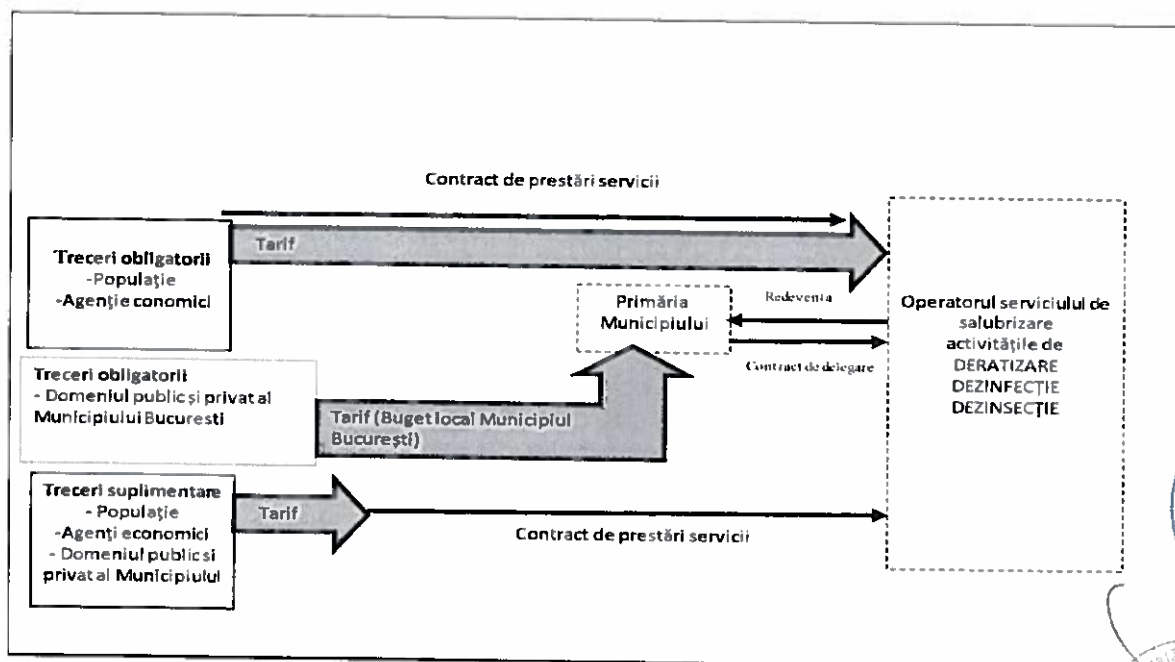 Contract de prestări servicii
Treceri obligatorii
-Populație
-Agenție economici
Tarif
Primăria
Municipiului
Redeventa
Contract de delegare
Operatorul serviciului de
salubrizare
activitățile de
DERATIZARE
DEZINFECȚIE
DEZINSECȚIE
Treceri obligatorii
- Domeniul public și privat al
Municipiului Bucuresti
Tarif (Buget local Municipiul
București)
Treceri suplimentare
- Populație
-Agenți economici
- Domeniul public si
privat al Municipiului
Tarif
Contract de prestări servicii